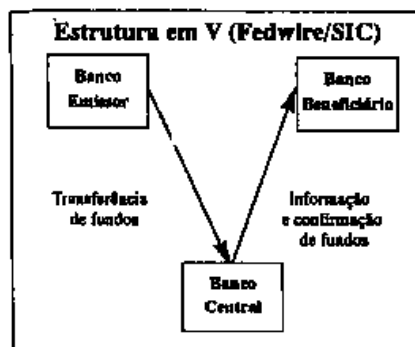 Estrutura em V (Fedwire/SIC)
Banco
Emissor
Banco
Beneficiário
Transferência
de fundos
Informação
e confirmação
de fundos
Banco
Central